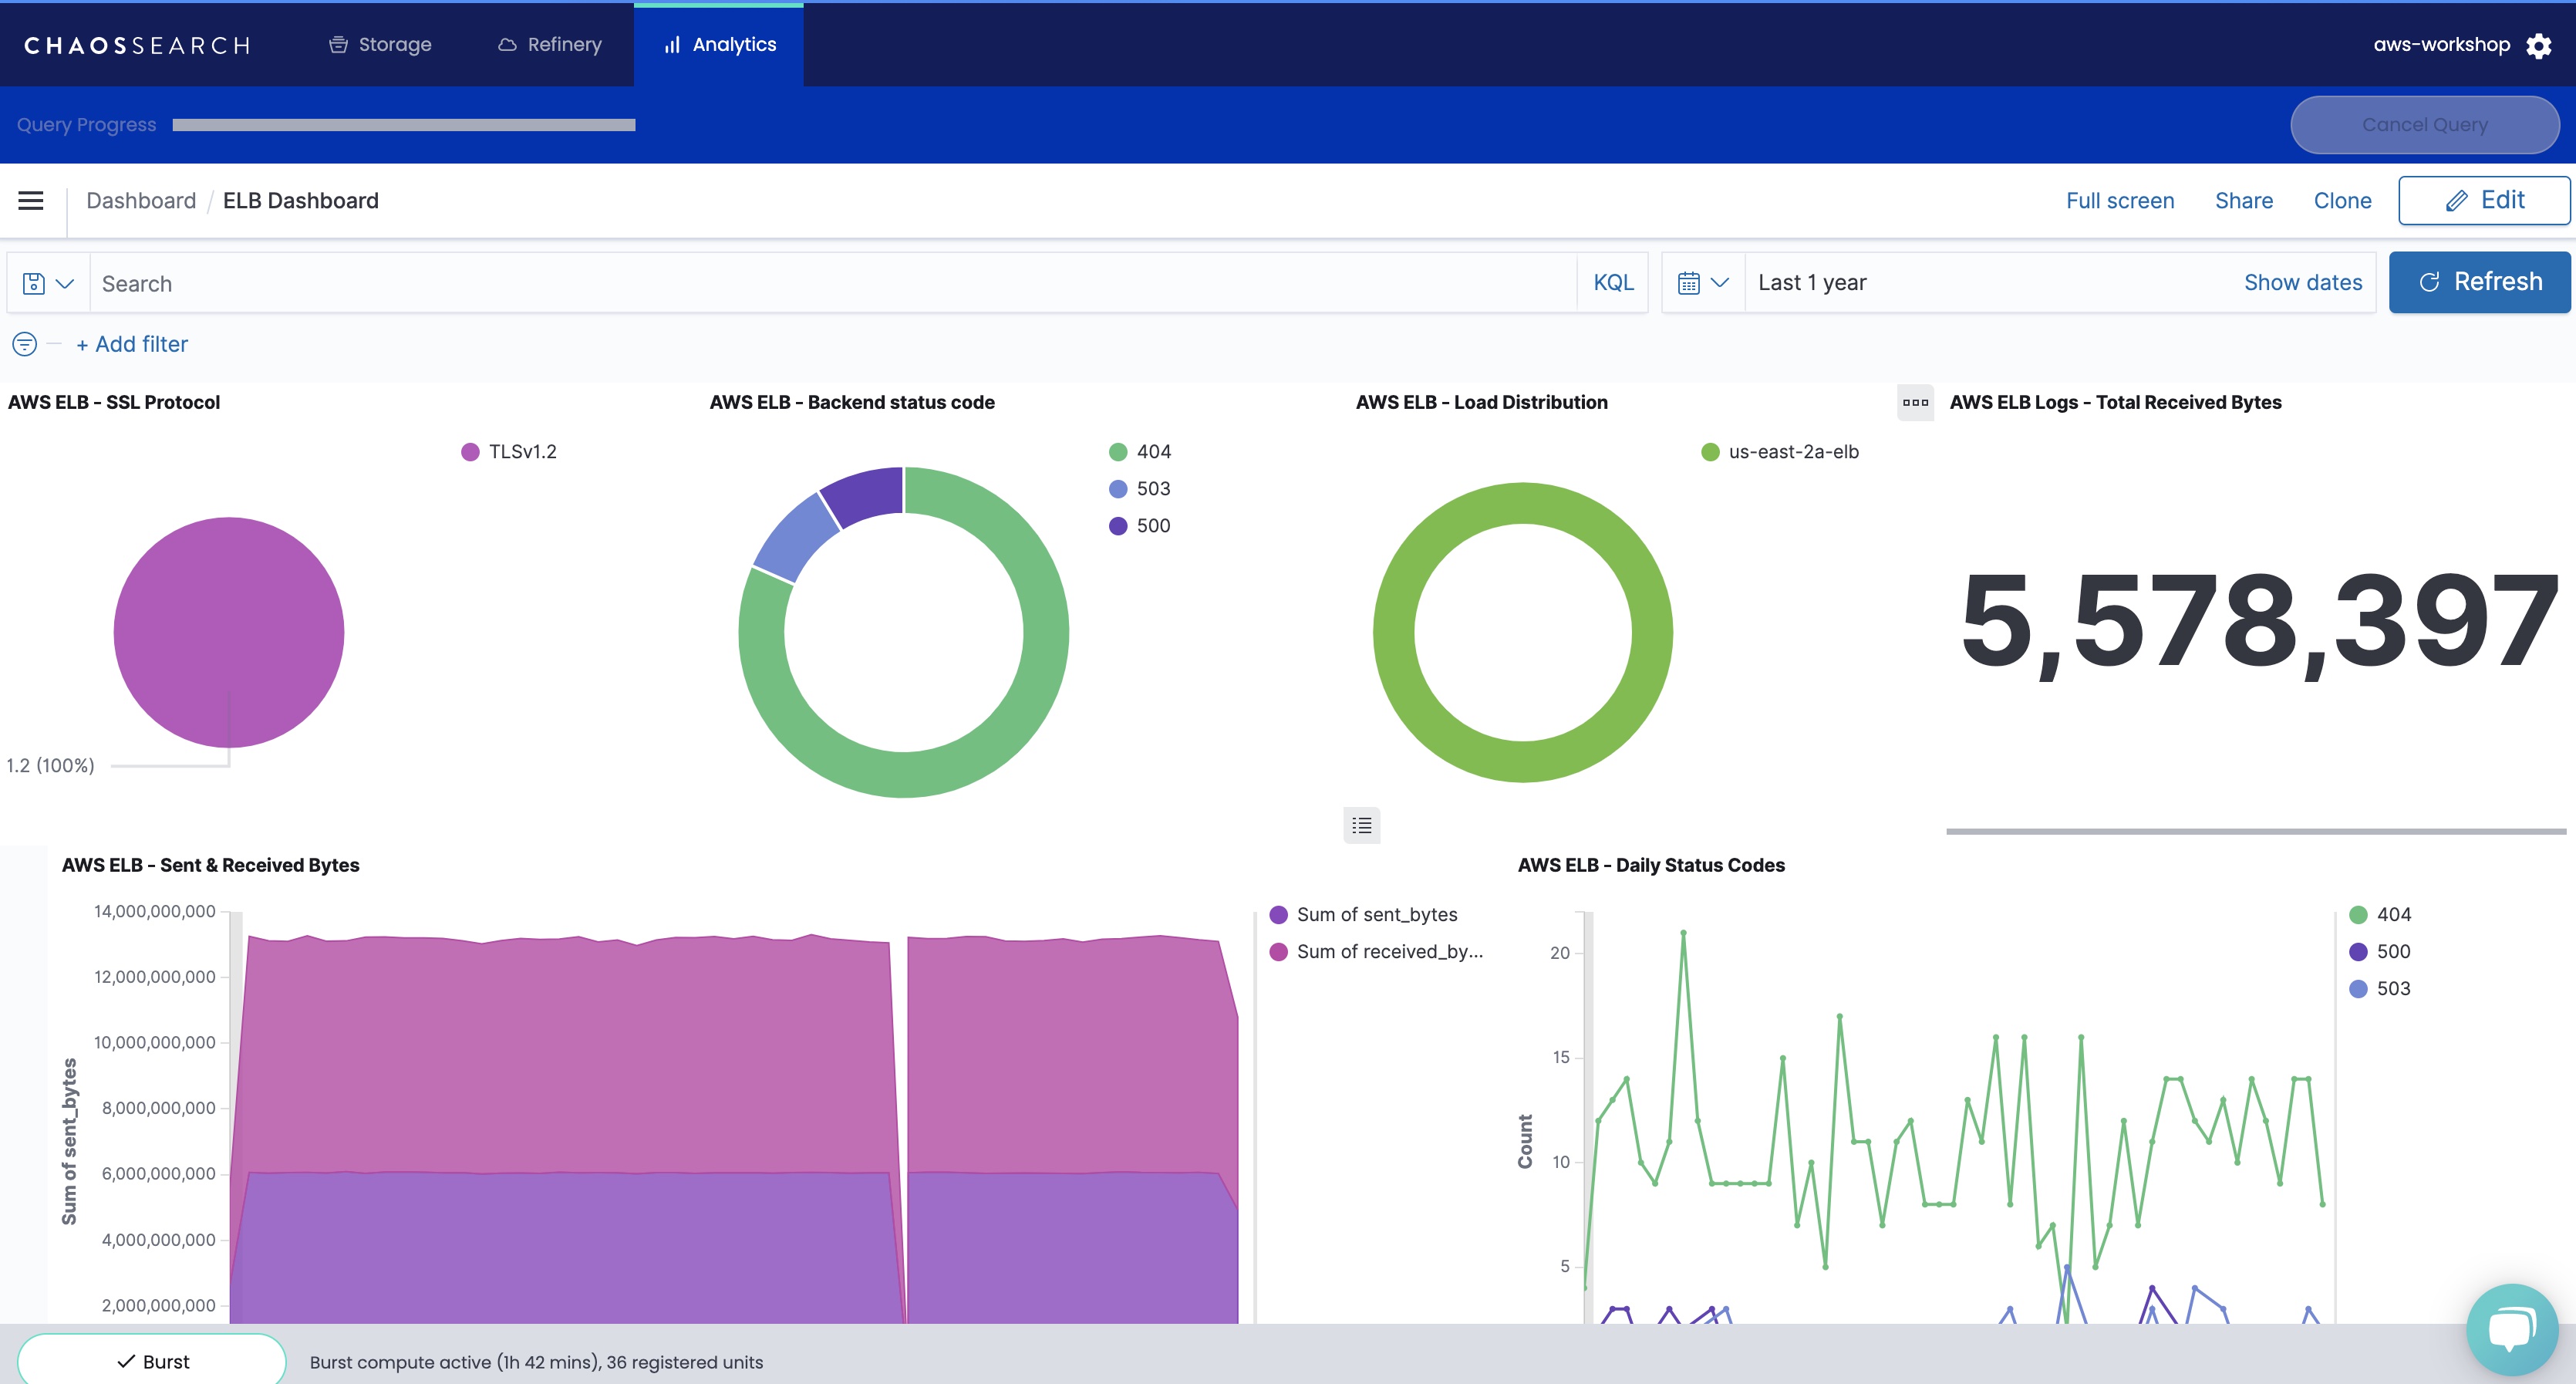 CHAOSSEARCH
Storage
Refinery
Analytics
aws-workshop
Query Progress
Cancel Query
Dashboard / ELB Dashboard
Full screen
Share
Clone
Edit
Search
KQL
Last 1 year
Show dates
Refresh
+ Add filter
AWS ELB - SSL Protocol
TLSv1.2
1.2 (100%)
AWS ELB - Backend status code
404
503
500
AWS ELB - Load Distribution
us-east-2a-elb
AWS ELB Logs - Total Received Bytes
5,578,397
AWS ELB - Sent & Received Bytes
Sum of sent_bytes
14,000,000,000
12,000,000,000
10,000,000,000
8,000,000,000
6,000,000,000
4,000,000,000
2,000,000,000
Sum of sent_bytes
Sum of received_by...
AWS ELB - Daily Status Codes
Count
20
15
10
5
404
500
503
Burst
Burst compute active (1h 42 mins), 36 registered units